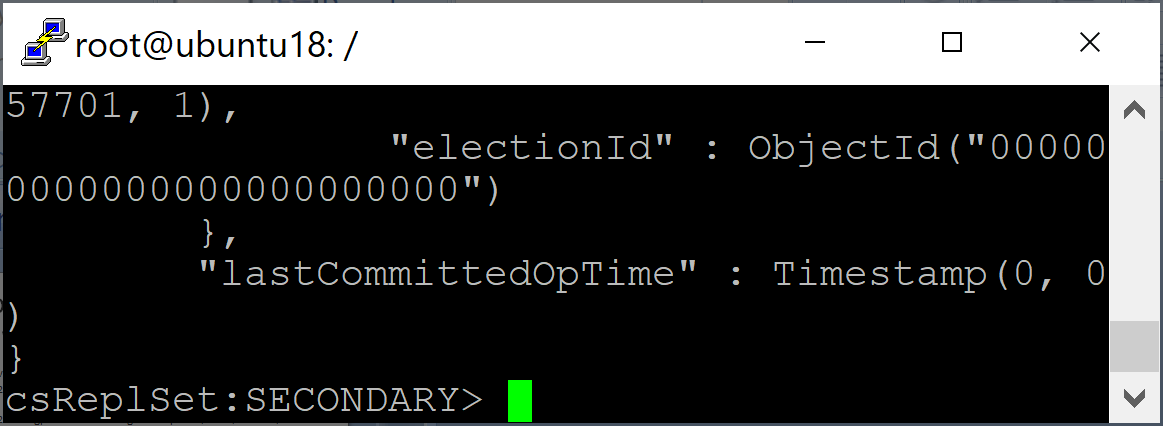 root@ubuntu18: /
57701, 1),
"electionId" : ObjectId("00000
0000000000000000000")
},
"lastCommittedOpTime" : Timestamp(0, 0
)
}
csReplSet:SECONDARY>